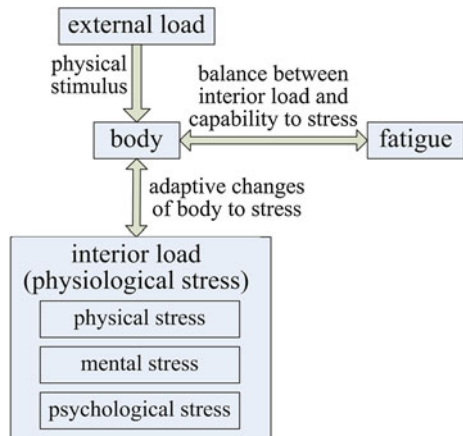 external load
physical
stimulus
balance between
interior load and
capability to stress
body
fatigue
adaptive changes
of body to stress
interior load
(physiological stress)
physical stress
mental stress
psychological stress